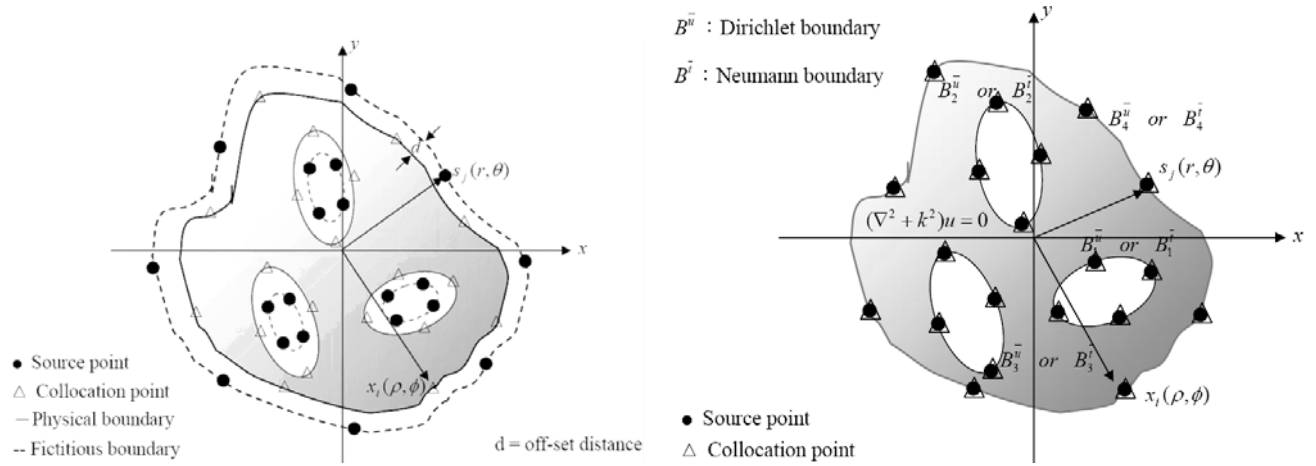 y
d
s_j(r,θ)
x
x_i(ρ,ϕ)
● Source point
△ Collocation point
— Physical boundary
-- Fictitious boundary
d = off-set distance
B^ū : Dirichlet boundary
B^t̄ : Neumann boundary
y
B_2^ū or B_2^t̄
B_4^ū or B_4^t̄
s_j(r,θ)
(∇²+k²)u=0
x
B_1^ū or B_1^t̄
B_3^ū or B_3^t̄
x_i(ρ,ϕ)
● Source point
△ Collocation point